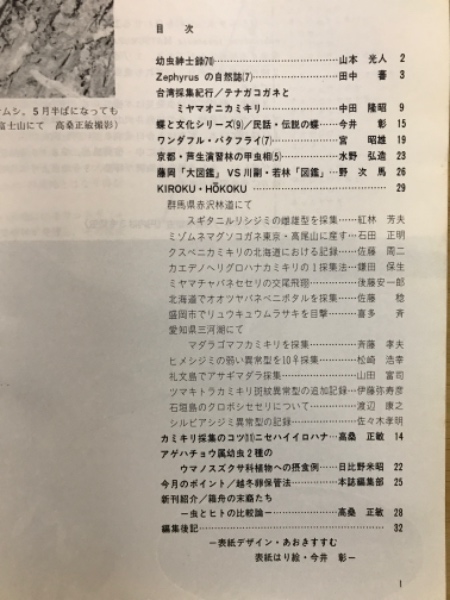 ムシ、5月半ばになっても
富士山にて 高桑正敏撮影)
目 次
幼虫紳士録(70)……山本 光人 2
Zephyrus の自然誌(7)……田中 蕃 3
台湾採集紀行／テナガコガネと
ミヤマオニカミキリ……中田 隆昭 9
蝶と文化シリーズ(9)／民話・伝説の蝶……今井 彰 15
ワンダフル・バタフライ(7)……宮 昭雄 19
京都・芦生演習林の甲虫相(5)……水野 弘造 23
藤岡「大図鑑」VS川副・若林「図鑑」…野 次 馬 26
KIROKU・HŌKOKU……29
群馬県赤沢林道にて
スギタニルリシジミの雌雄型を採集……紅林 芳夫
ミゾムネマグソコガネ東京・高尾山に産す…石田 正明
クスベニカミキリの北海道における記録……佐藤 周二
カエデノヘリグロハナカミキリの1採集法…鎌田 保生
ミヤマチャバネセセリの交尾飛翔……後藤安一郎
北海道でオオツヤバネベニボタルを採集……佐藤 稔
盛岡市でリュウキュウムラサキを目撃……喜多 斉
愛知県三河湖にて
マダラゴマフカミキリを採集……斉藤 孝夫
ヒメシジミの弱い異常型を10♀採集……松崎 浩幸
礼文島でアサギマダラ採集……山田 富司
ツマキトラカミキリ斑紋異常型の追加記録…伊藤弥寿彦
石垣島のクロボシセセリについて……渡辺 康之
シルビアシジミ異常型の記録……佐々木孝明
カミキリ採集のコツ(11)ニセハイイロハナ…高桑 正敏 14
アゲハチョウ属幼虫2種の
ウマノスズクサ科植物への摂食例……日比野米昭 22
今月のポイント／越冬卵保管法……本誌編集部 25
新刊紹介／箱舟の末裔たち
―虫とヒトの比較論―……高桑 正敏 28
編集後記……32
―表紙デザイン・あおきすすむ
表紙はり絵・今井 彰―
1